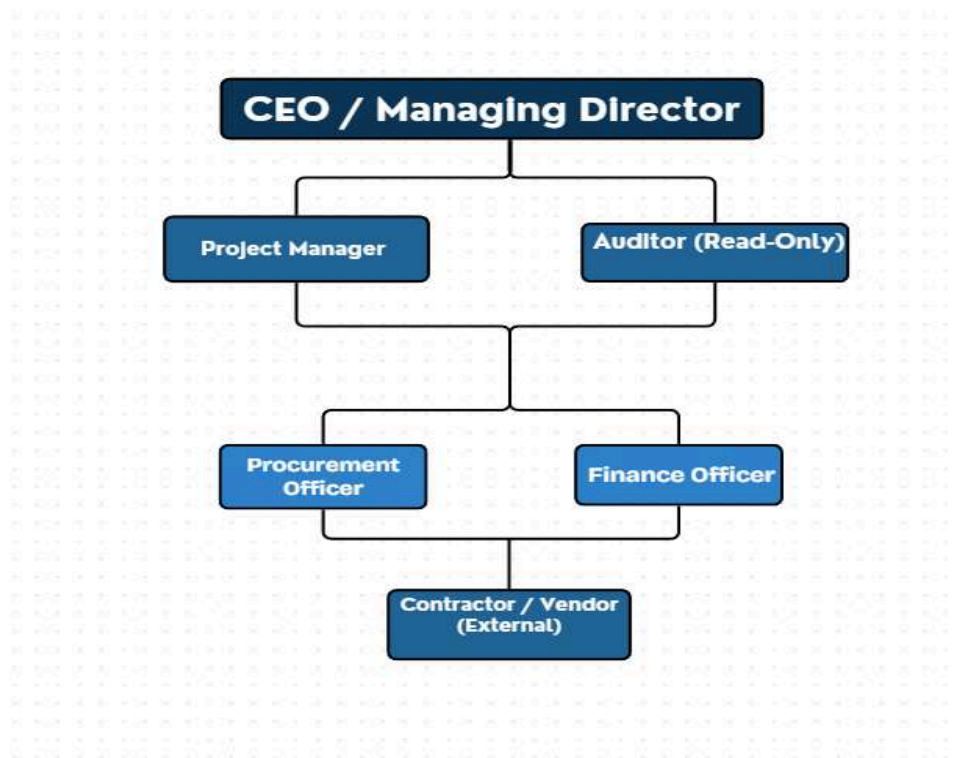 CEO / Managing Director
Project Manager
Auditor (Read-Only)
Procurement
Officer
Finance Officer
Contractor / Vendor
(External)